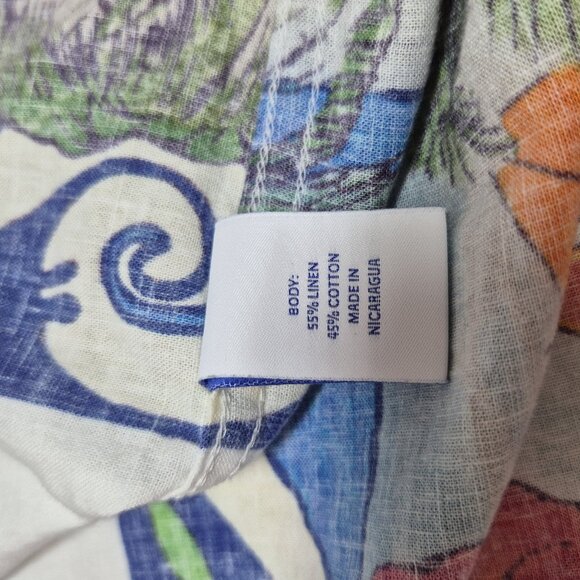 BODY:
55% LINEN
45% COTTON
MADE IN
NICARAGUA